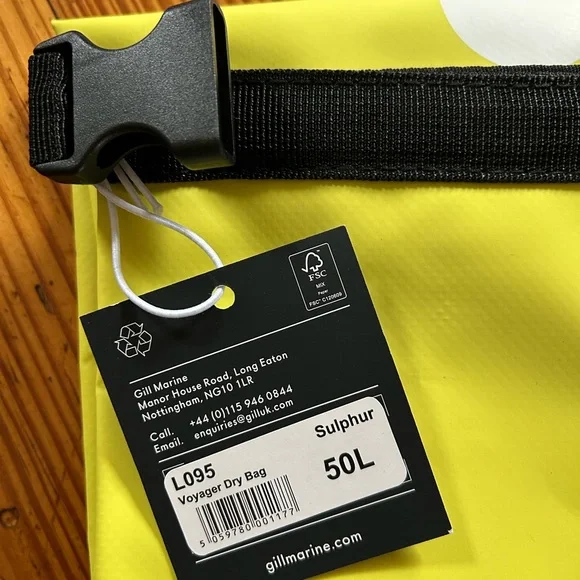 FSC
MIX
Paper
FSC® C120609
Gill Marine
Manor House Road, Long Eaton
Nottingham, NG10 1LR
Call. +44 (0)115 946 0844
Email. enquiries@gilluk.com
L095
Sulphur
Voyager Dry Bag
50L
5 059780 001177
gillmarine.com